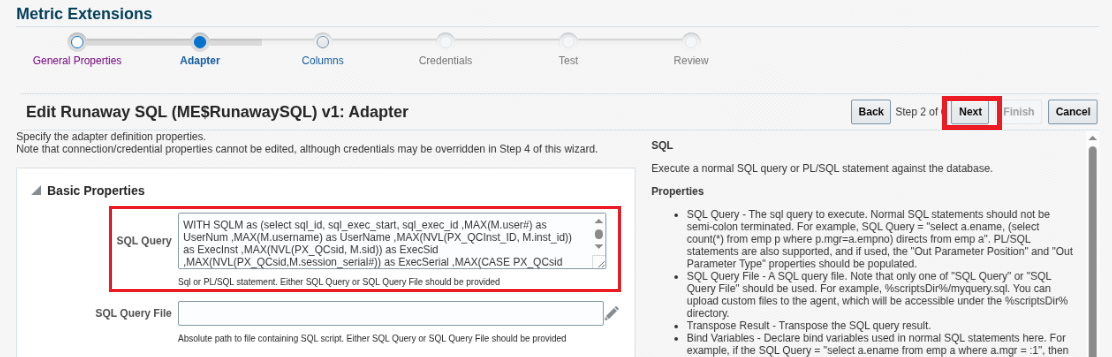 Metric Extensions
General Properties
Adapter
Columns
Credentials
Test
Review
Edit Runaway SQL (ME$RunawaySQL) v1: Adapter
Back
Step 2 of
Next
Finish
Cancel
Specify the adapter definition properties.
Note that connection/credential properties cannot be edited, although credentials may be overridden in Step 4 of this wizard.
Basic Properties
SQL Query
WITH SQLM as (select sql_id, sql_exec_start, sql_exec_id ,MAX(M.user#) as
UserNum ,MAX(M.username) as UserName ,MAX(NVL(PX_QCInst_ID, M.inst_id))
as ExecInst ,MAX(NVL(PX_QCsid, M.sid)) as ExecSid
,MAX(NVL(PX_QCsid,M.session_serial#)) as ExecSerial ,MAX(CASE PX_QCsid
Sql or PL/SQL statement. Either SQL Query or SQL Query File should be provided
SQL Query File
Absolute path to file containing SQL script. Either SQL Query or SQL Query File should be provided
SQL
Execute a normal SQL query or PL/SQL statement against the database.
Properties
SQL Query - The sql query to execute. Normal SQL statements should not be
semi-colon terminated. For example, SQL Query = "select a.ename, (select
count(*) from emp p where p.mgr=a.empno) directs from emp a". PL/SQL
statements are also supported, and if used, the "Out Parameter Position" and "Out
Parameter Type" properties should be populated.
SQL Query File - A SQL query file. Note that only one of "SQL Query" or "SQL
Query File" should be used. For example, %scriptsDir%/myquery.sql. You can
upload custom files to the agent, which will be accessible under the %scriptsDir%
directory.
Transpose Result - Transpose the SQL query result.
Bind Variables - Declare bind variables used in normal SQL statements here. For
example, if the SQL Query = "select a.ename from emp a where a.mgr = :1", then